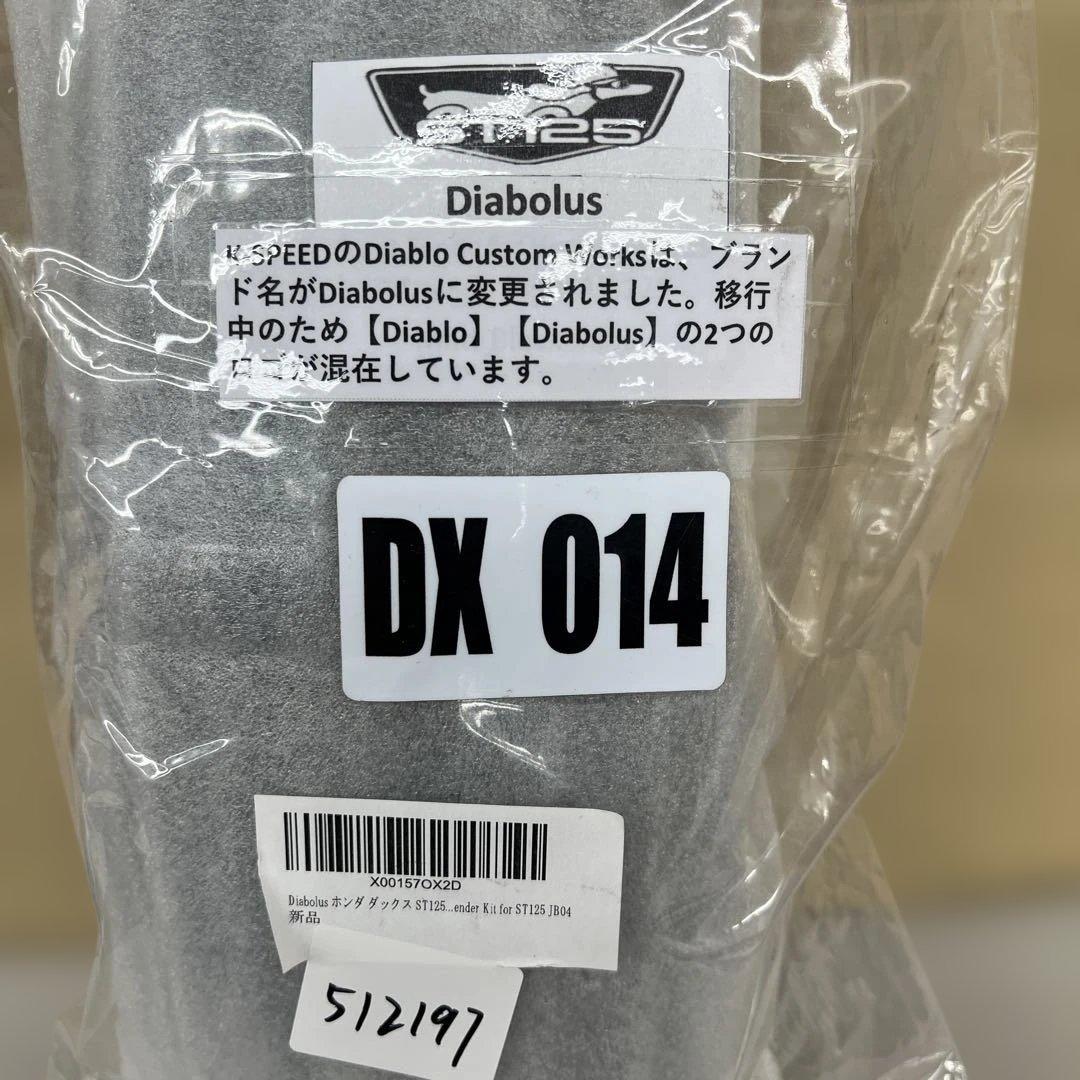 ST125
Diabolus
K-SPEEDのDiablo Custom Worksは、ブラン
ド名がDiabolusに変更されました。移行
中のため【Diablo】【Diabolus】の2つの
ロゴが混在しています。
DX 014
X00157OX2D
Diabolus ホンダ ダックス ST125...ender Kit for ST125 JB04
新品
512197